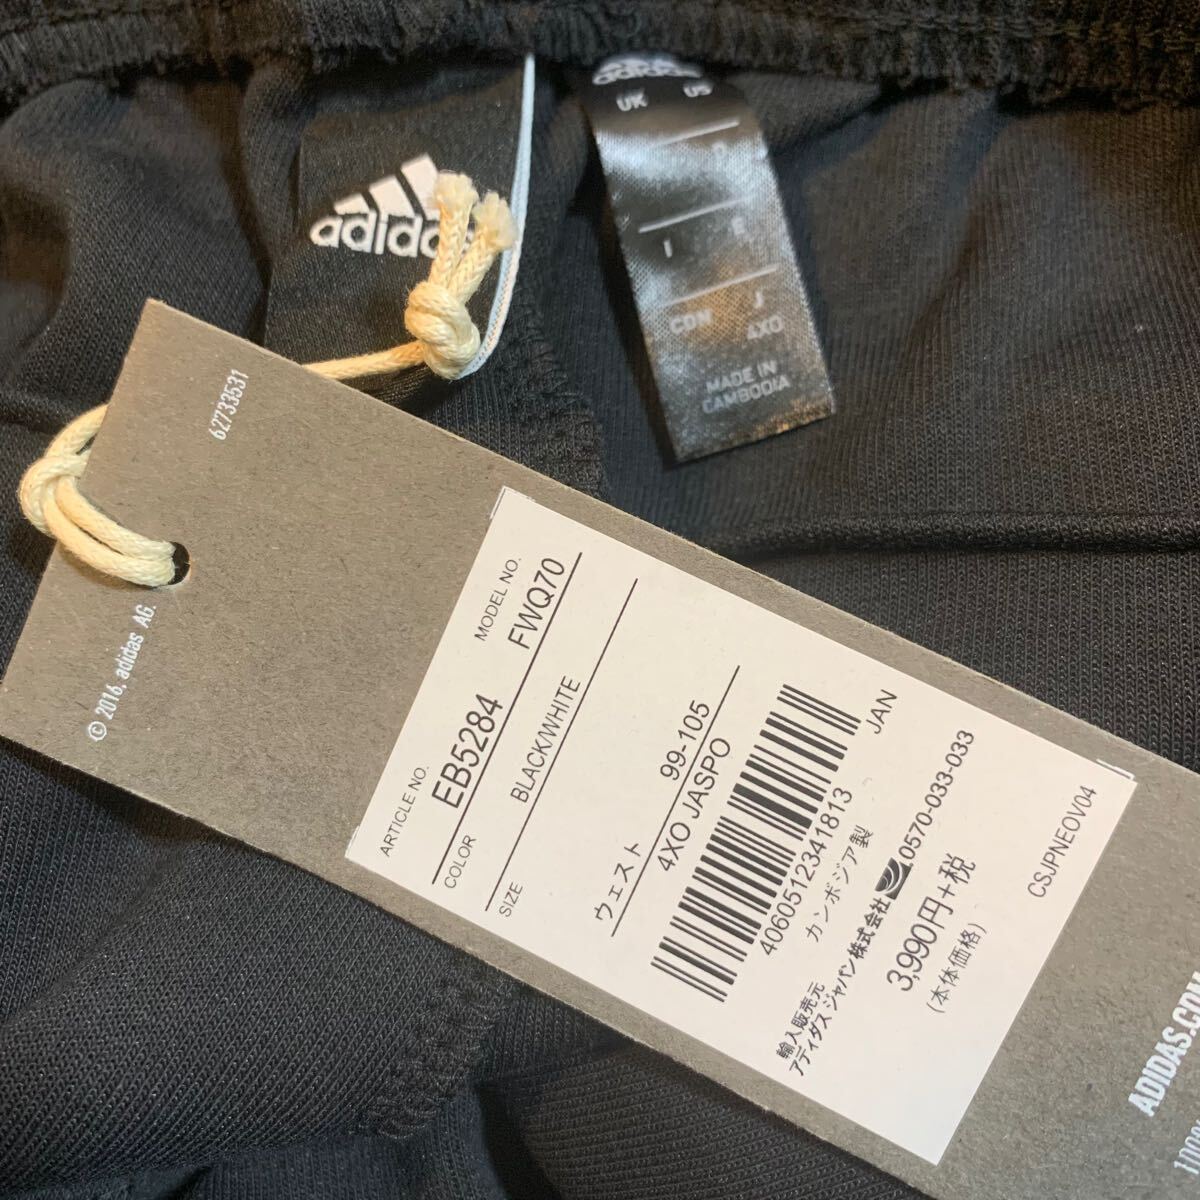 adidas
adidas
UK US
D
I E
CDN J
4XO
MADE IN
CAMBODIA
62733531
© 2016, adidas AG.
ARTICLE NO. MODEL NO.
EB5284 FWQ70
COLOR BLACK/WHITE
SIZE
ウェスト 99-105
4XO JASPO
JAN
4060512341813
カンボジア製
輸入販売元
アディダス ジャパン株式会社 0570-033-033
3,990円+税
(本体価格)
CSJPNEOV04
ADIDAS.COM